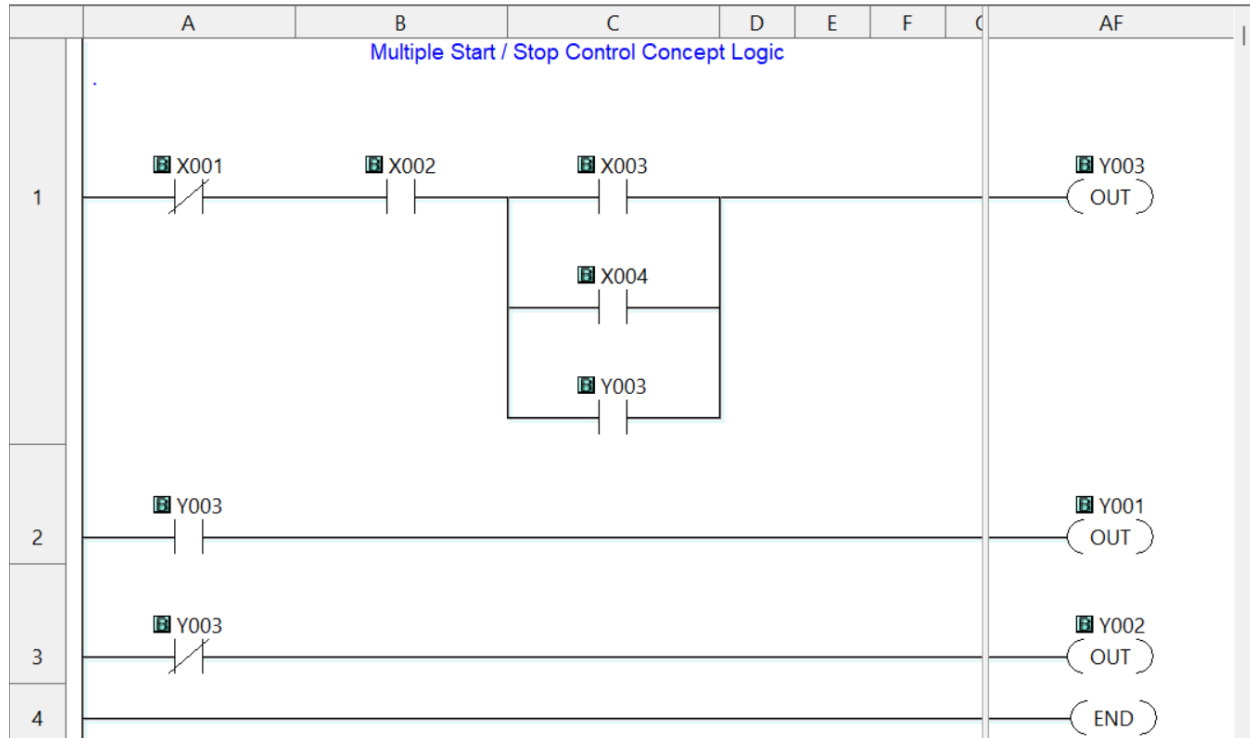 A B C D E F AF
Multiple Start / Stop Control Concept Logic
B X001 B X002 B X003 B Y003
1 OUT
B X004
B Y003
B Y003 B Y001
2 OUT
B Y003 B Y002
3 OUT
4 END